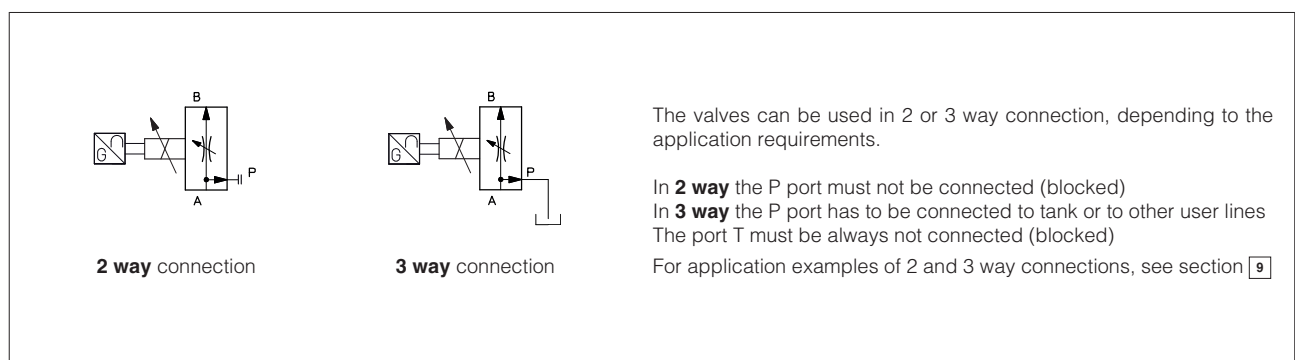 B
G
P
A
2 way connection
B
G
P
A
3 way connection
The valves can be used in 2 or 3 way connection, depending to the
application requirements.
In 2 way the P port must not be connected (blocked)
In 3 way the P port has to be connected to tank or to other user lines
The port T must be always not connected (blocked)
For application examples of 2 and 3 way connections, see section 9